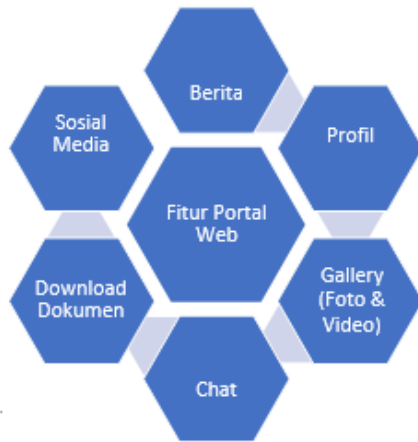 Berita
Profil
Gallery
(Foto &
Video)
Chat
Download
Dokumen
Sosial
Media
Fitur Portal
Web